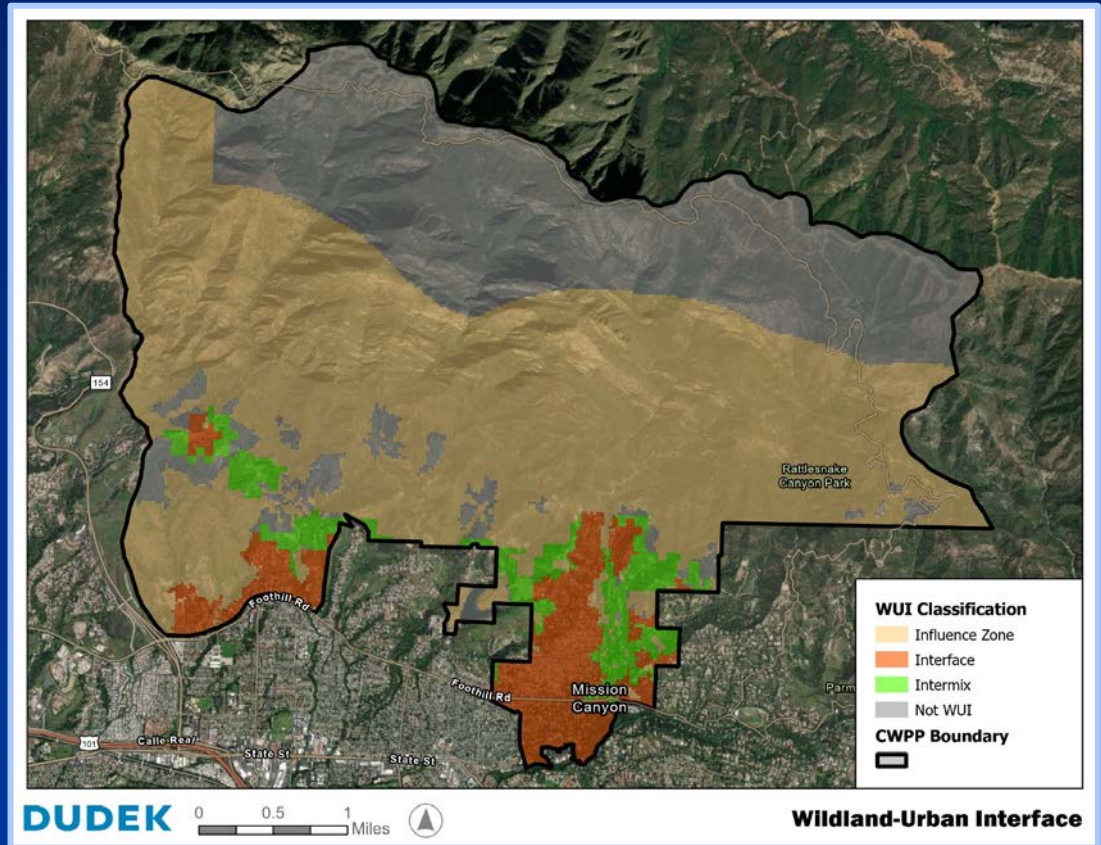 154
Rattlesnake
Canyon Park
Foothill Rd
Foothill Rd
Mission
Canyon
Parm
101
Calle Real
State St
State St
WUI Classification
Influence Zone
Interface
Intermix
Not WUI
CWPP Boundary
DUDEK
0 0.5 1
Miles
Wildland-Urban Interface